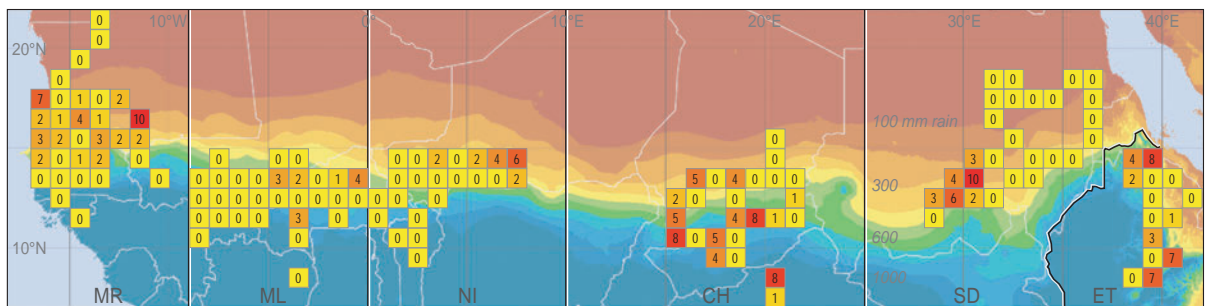 10°W 0° 10°E 20°E 30°E 40°E
0
20°N 0
0
0 0 0 0 0
7 0 1 0 2 0 0 0 0 0
2 1 4 1 10 100 mm rain 0
3 2 0 3 2 2 0 0 0
2 0 1 2 0 0 0 0 0 0 2 0 2 4 6 0 3 0 0 0 0 4 8
0 0 0 0 0 0 0 0 0 3 2 0 1 4 0 0 0 0 0 0 2 5 0 4 0 0 0 300 4 10 0 0 2 0 0
0 0 0 0 0 0 0 0 0 0 0 0 0 2 0 1 3 6 2 0 0 0 0
0 0 0 0 0 3 0 0 0 5 4 8 1 0 0 0 1
10°N 0 0 0 0 8 0 5 0 600 3
0 4 0 0 7
0 8 1000 0 7
MR ML NI CH 1 SD ET